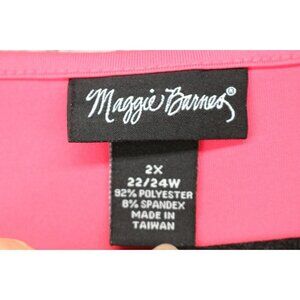 Maggie Barnes®
2X
22/24W
92% POLYESTER
8% SPANDEX
MADE IN
TAIWAN